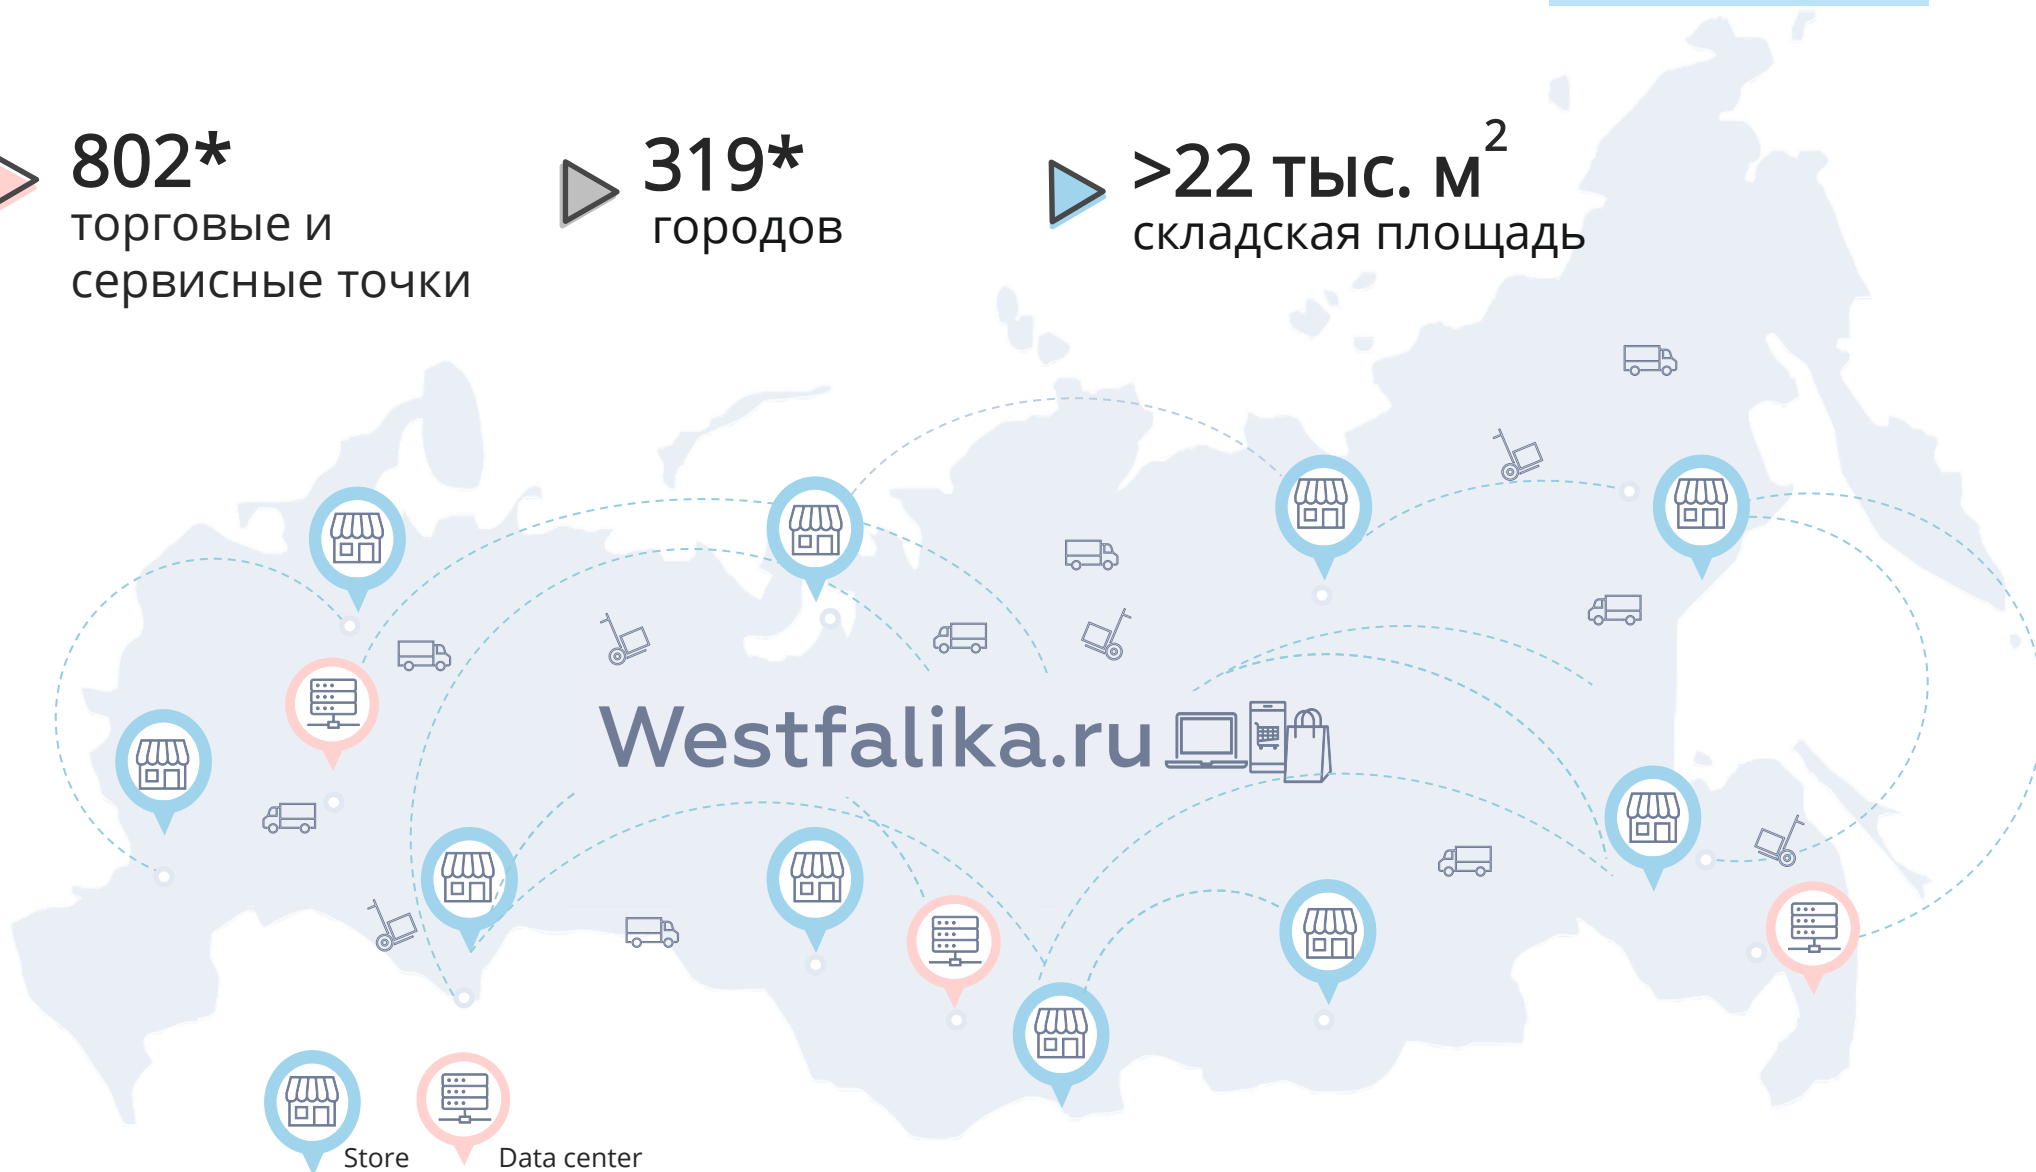 802*
торговые и
сервисные точки
319*
городов
>22 тыс. м²
складская площадь
Westfalika.ru
Store
Data center